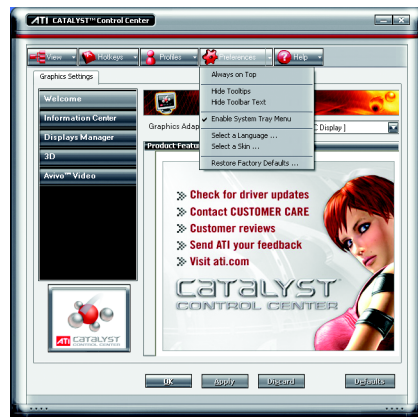 ATI CATALYST™ Control Center
View Hotkeys Profiles Preferences Help
Graphics Settings
Always on Top
Hide Tooltips
Hide Toolbar Text
Enable System Tray Menu
Select a Language ...
Select a Skin ...
Restore Factory Defaults ...
Welcome
Information Center
Displays Manager
3D
Avivo™ Video
Graphics Adap
Display ]
Product Featur
Check for driver updates
Contact CUSTOMER CARE
Customer reviews
Send ATI your feedback
Visit ati.com
CATALYST
CONTROL CENTER
ATI CATALYST
CONTROL CENTER
OK Apply Discard Defaults